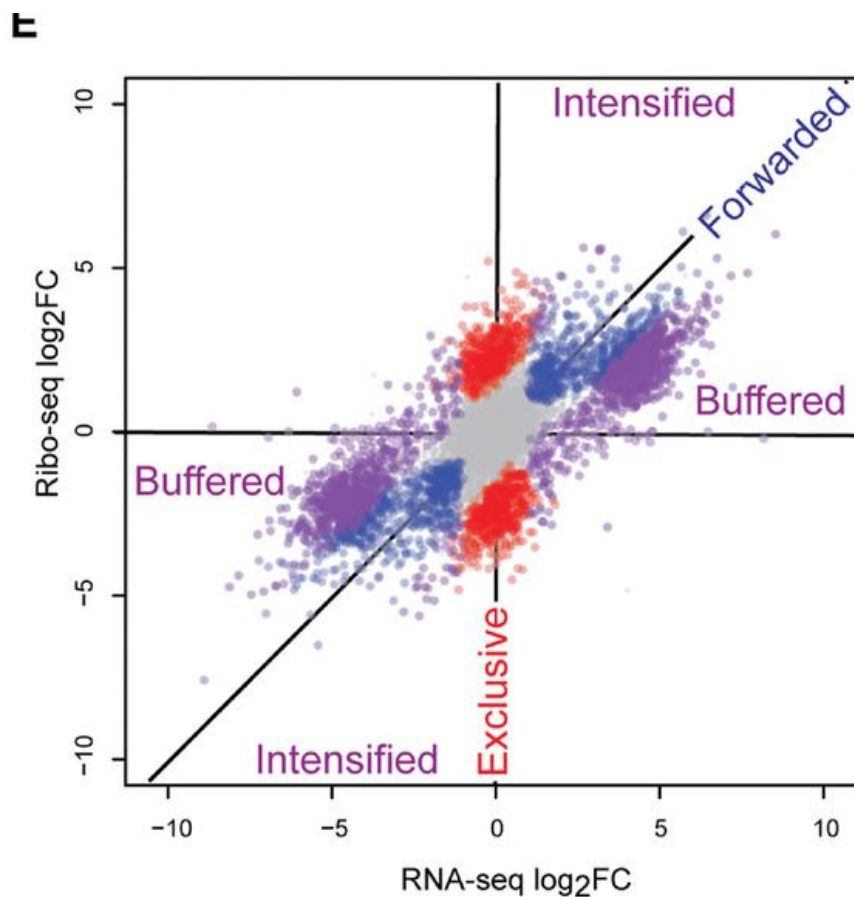 E
10
5
0
−5
−10
Ribo-seq log2FC
Intensified
Forwarded
Buffered
Buffered
Exclusive
Intensified
−10
−5
0
5
10
RNA-seq log2FC